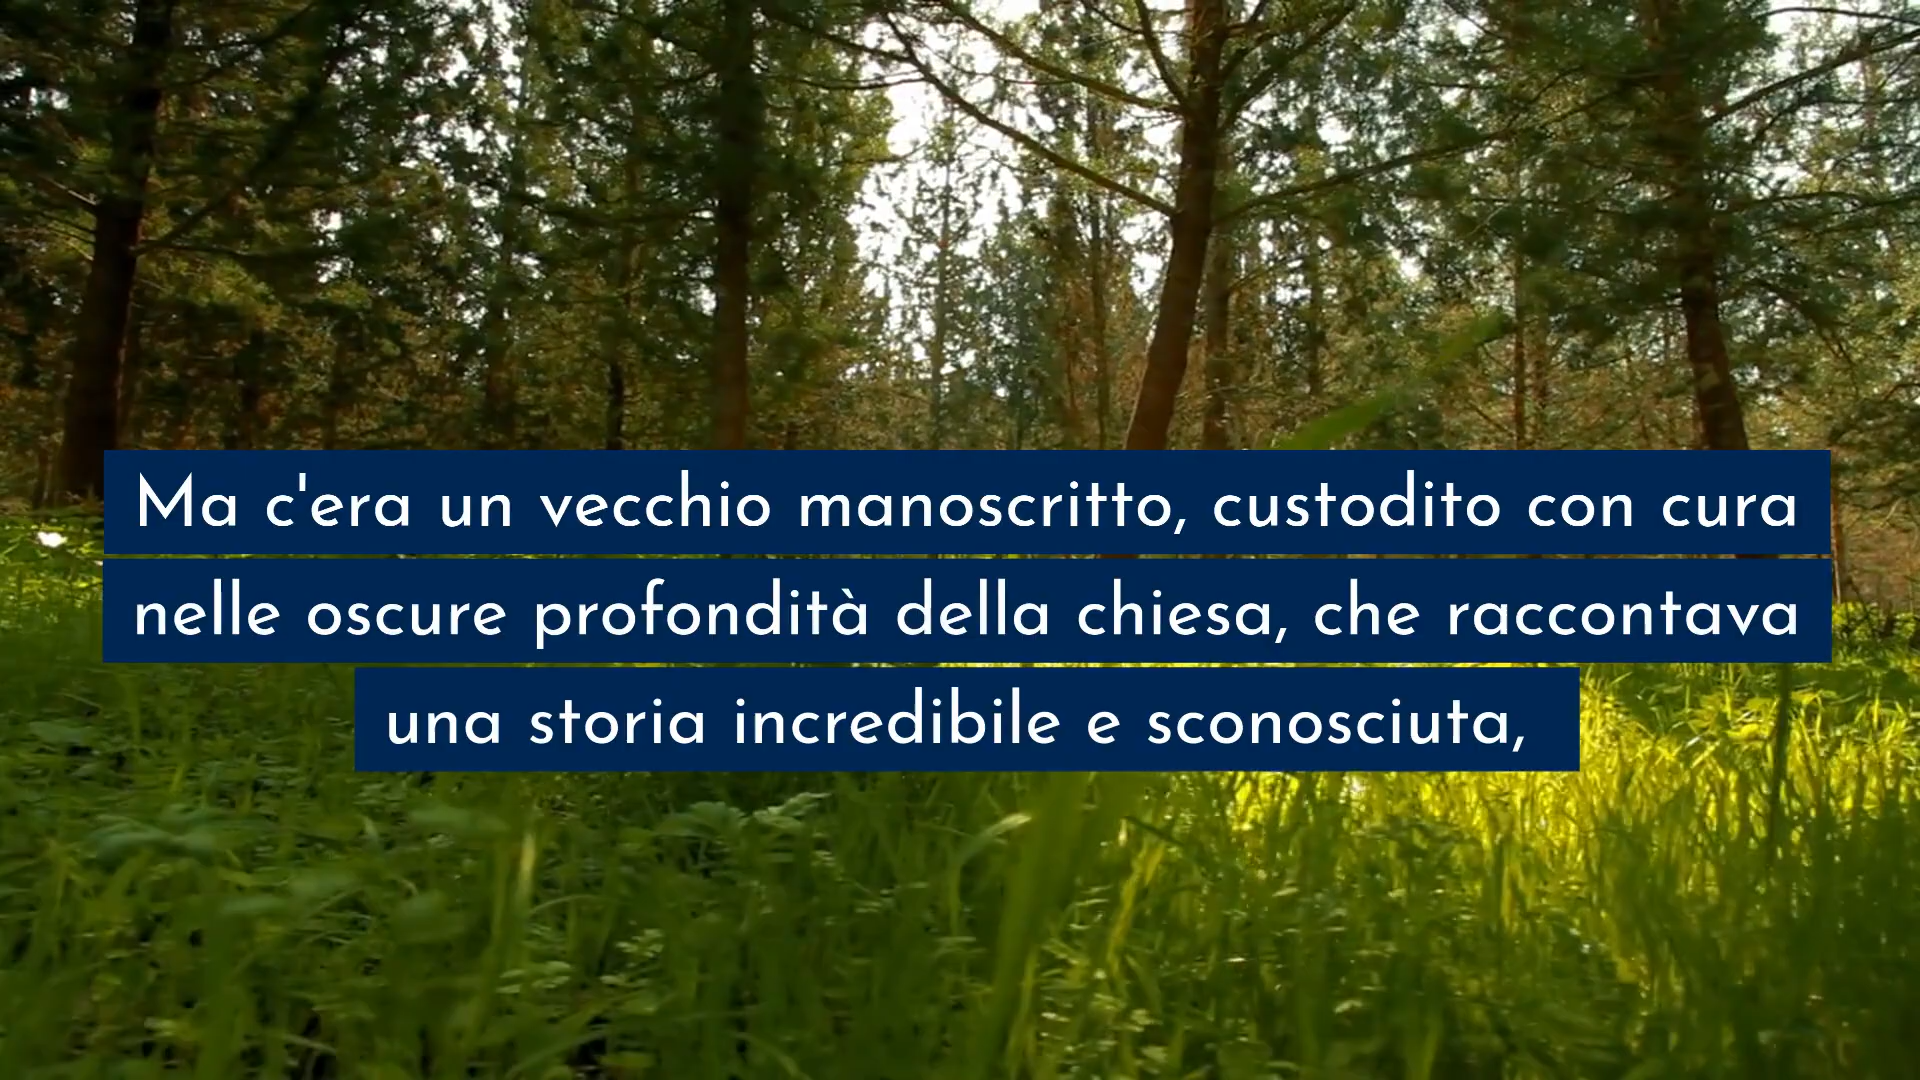 Ma c'era un vecchio manoscritto, custodito con cura
nelle oscure profondità della chiesa, che raccontava
una storia incredibile e sconosciuta,